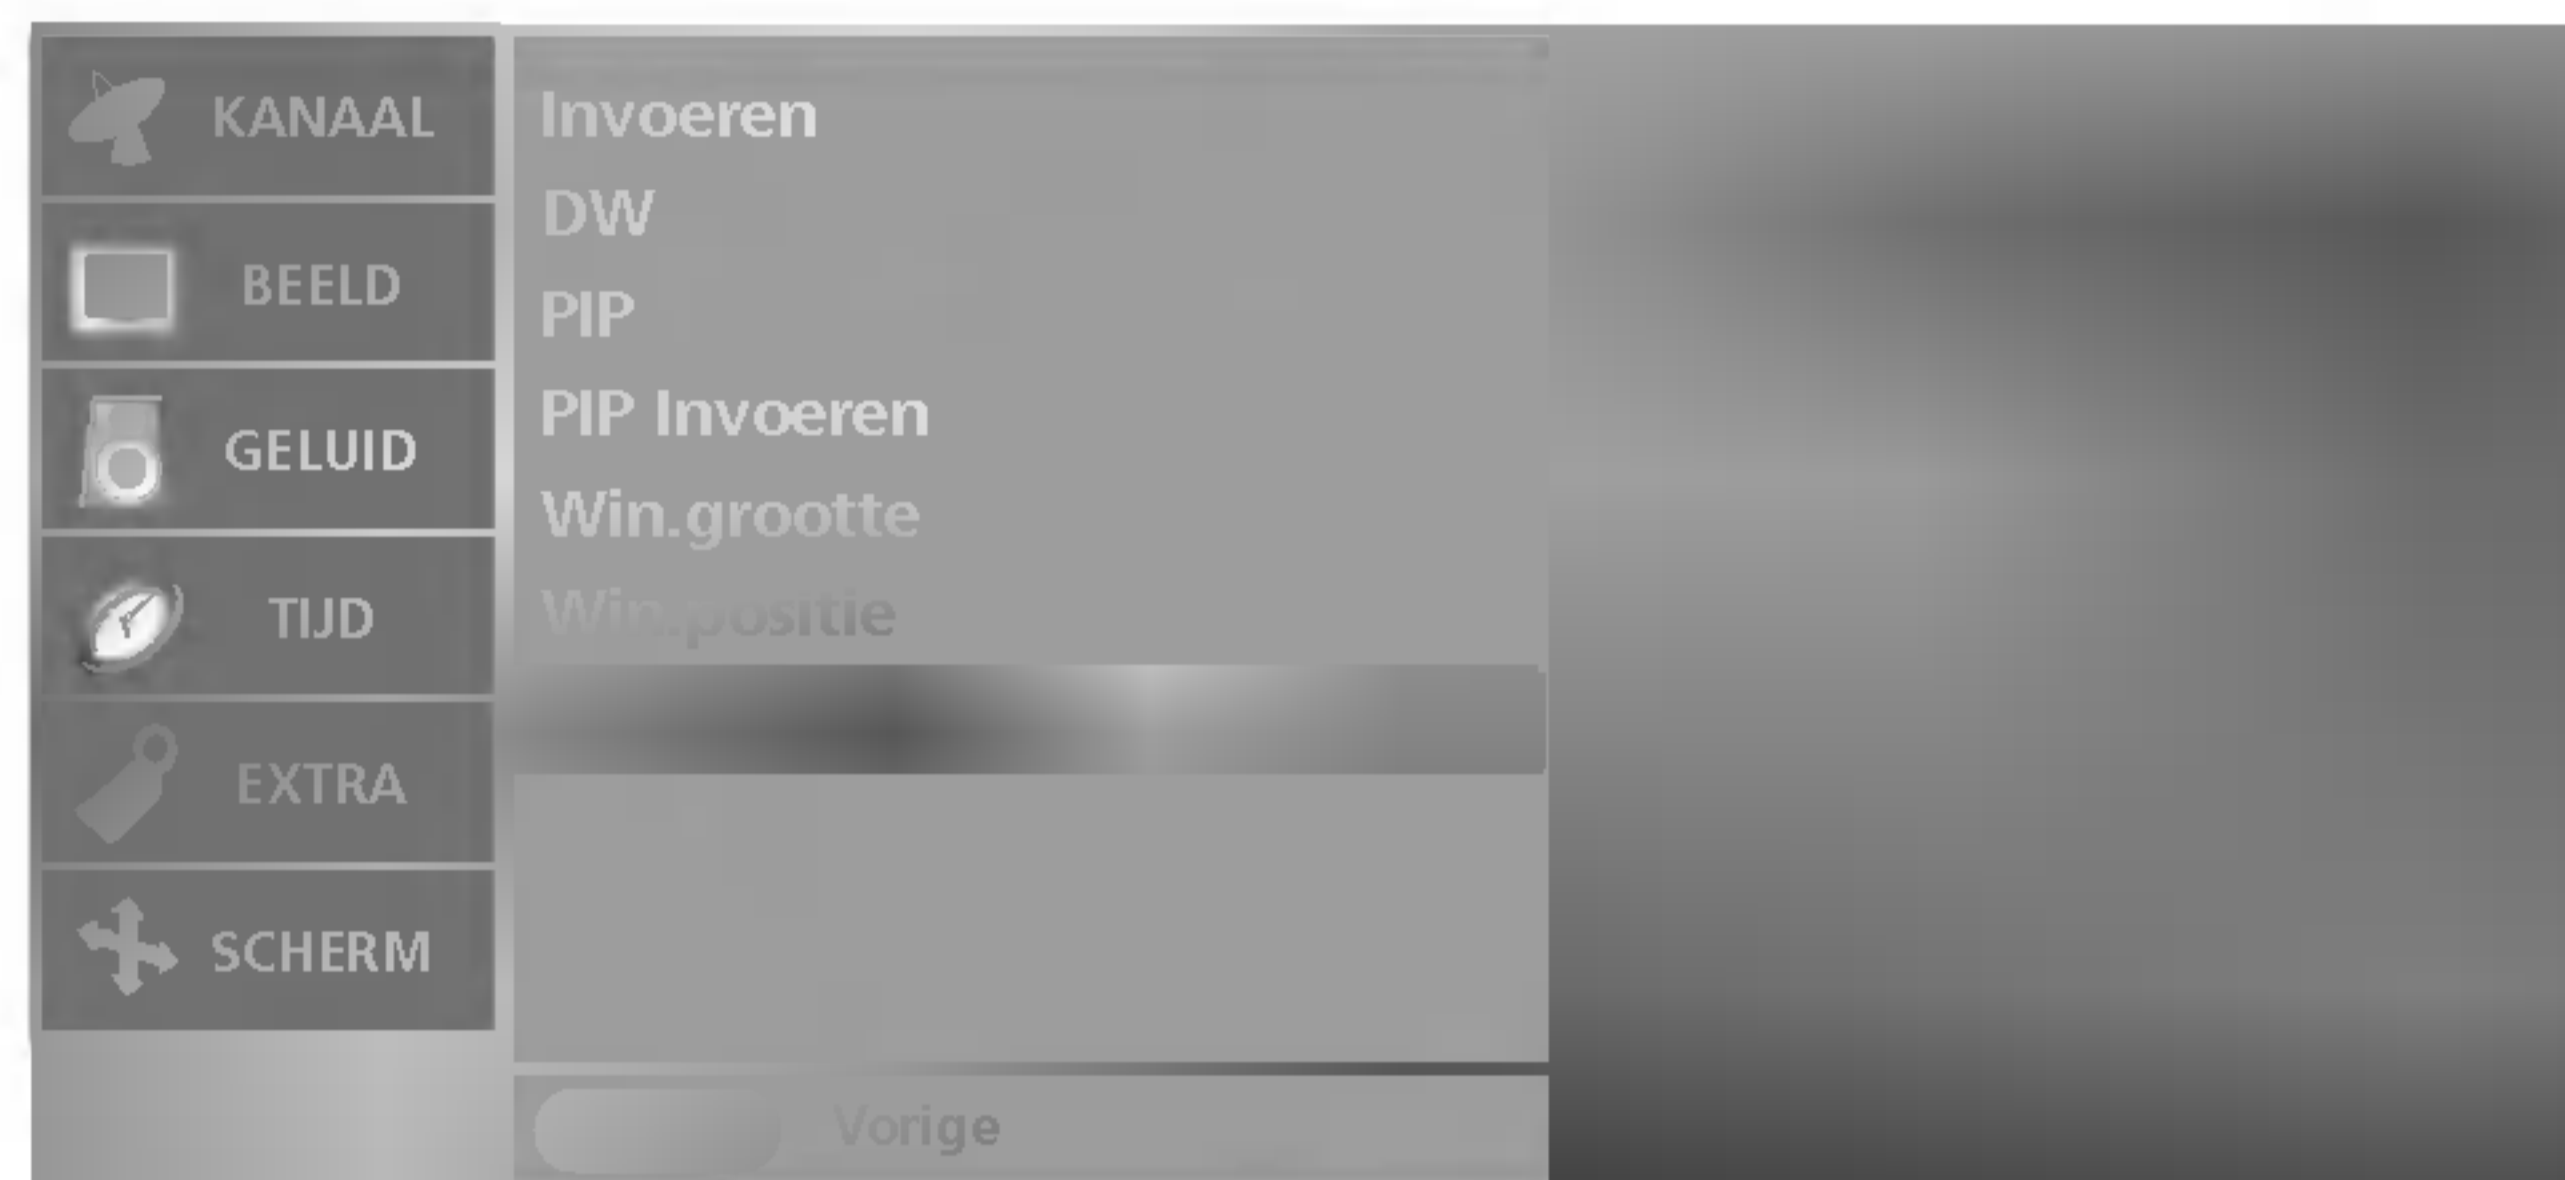 KANAAL
BEELD
GELUID
TIJD
EXTRA
SCHERM
Invoeren
DW
PIP
PIP Invoeren
Win.grootte
Win.positie
Vorige